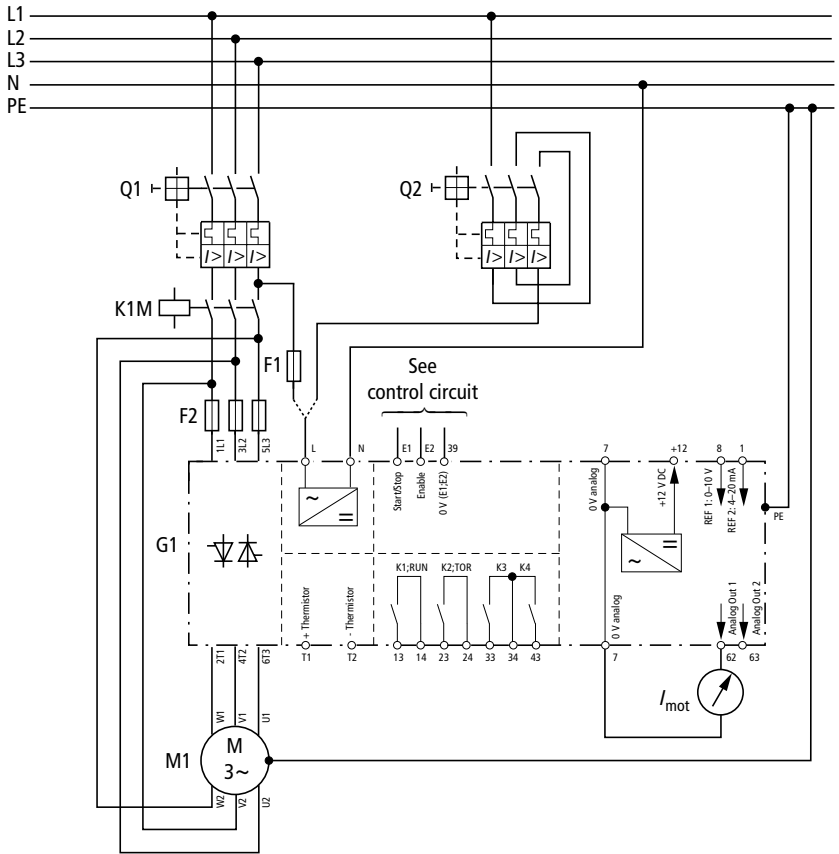 L1
L2
L3
N
PE
Q1
Q2
I> I> I>
I> I> I>
K1M
F1
See
control circuit
F2
1L1
3L2
5L3
L
N
E1
E2
39
7
+12
8
1
Start/Stop
Enable
0 V (E1;E2)
0 V analog
+12 V DC
REF 1: 0–10 V
REF 2: 4–20 mA
PE
~
=
=
~
G1
K1;RUN
K2;TOR
K3
K4
+ Thermistor
- Thermistor
0 V analog
Analog Out 1
Analog Out 2
2T1
4T2
6T3
T1
T2
13
14
23
24
33
34
43
7
62
63
Imot
W1
V1
U1
M1
M
3~
W2
V2
U2